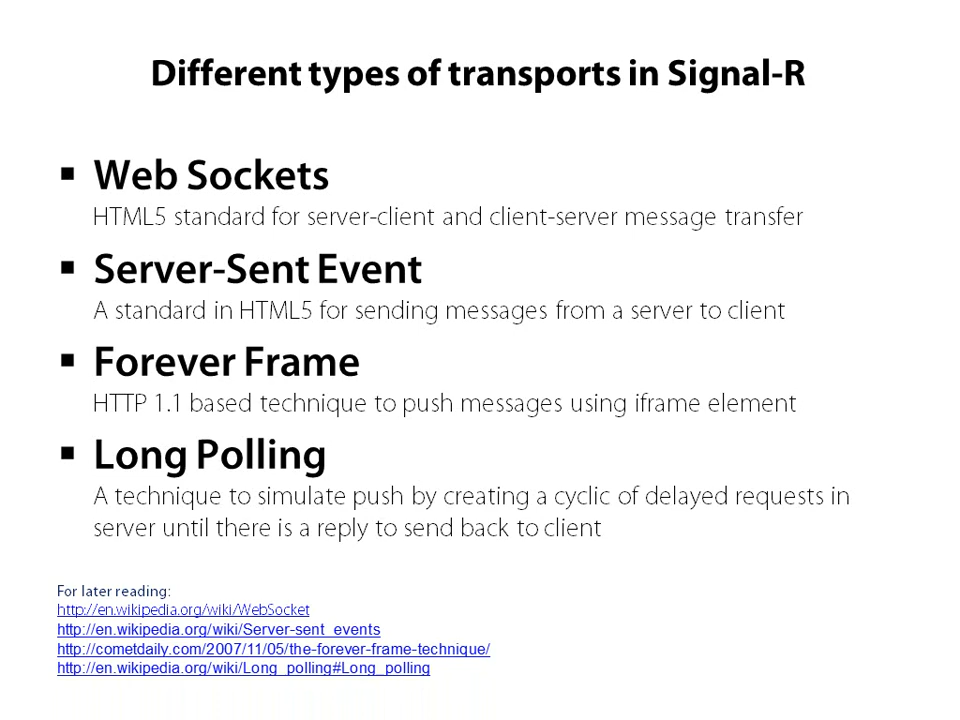 Different types of transports in Signal-R
▪ Web Sockets
HTML5 standard for server-client and client-server message transfer
▪ Server-Sent Event
A standard in HTML5 for sending messages from a server to client
▪ Forever Frame
HTTP 1.1 based technique to push messages using iframe element
▪ Long Polling
A technique to simulate push by creating a cyclic of delayed requests in
server until there is a reply to send back to client
For later reading:
http://en.wikipedia.org/wiki/WebSocket
http://en.wikipedia.org/wiki/Server-sent_events
http://cometdaily.com/2007/11/05/the-forever-frame-technique/
http://en.wikipedia.org/wiki/Long_polling#Long_polling